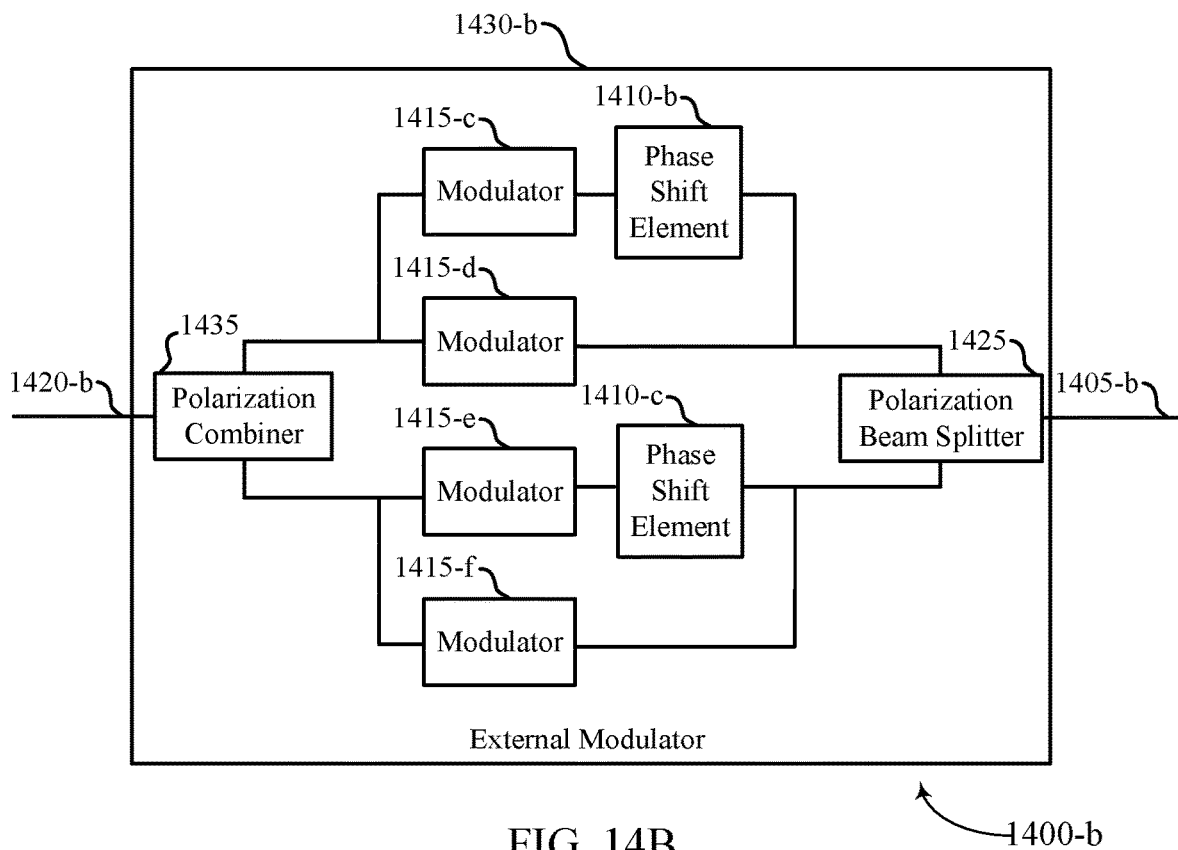 1430-b
1410-b
1415-c
Phase
Shift
Element
Modulator
1415-d
Modulator
1435
1425
1420-b
1405-b
Polarization
Combiner
1410-c
Polarization
Beam Splitter
1415-e
Phase
Shift
Element
Modulator
1415-f
Modulator
External Modulator
1400-b
FIG. 14B